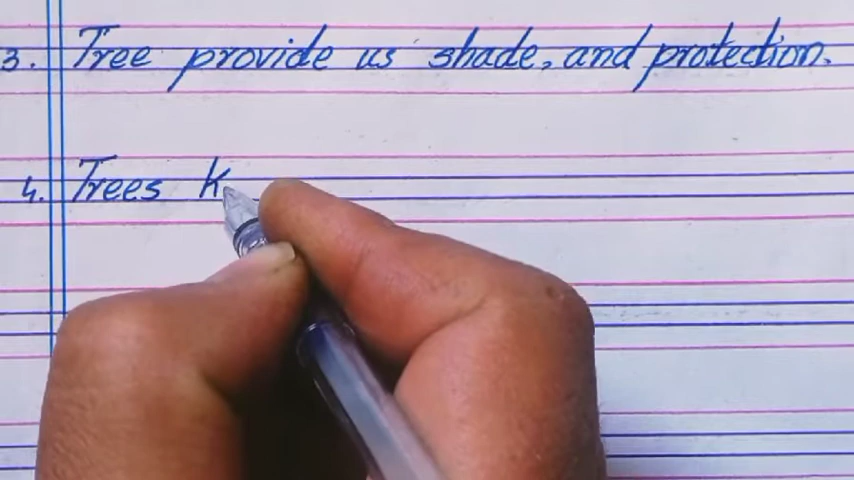 3. Tree provide us shade, and protection.
4. Trees k